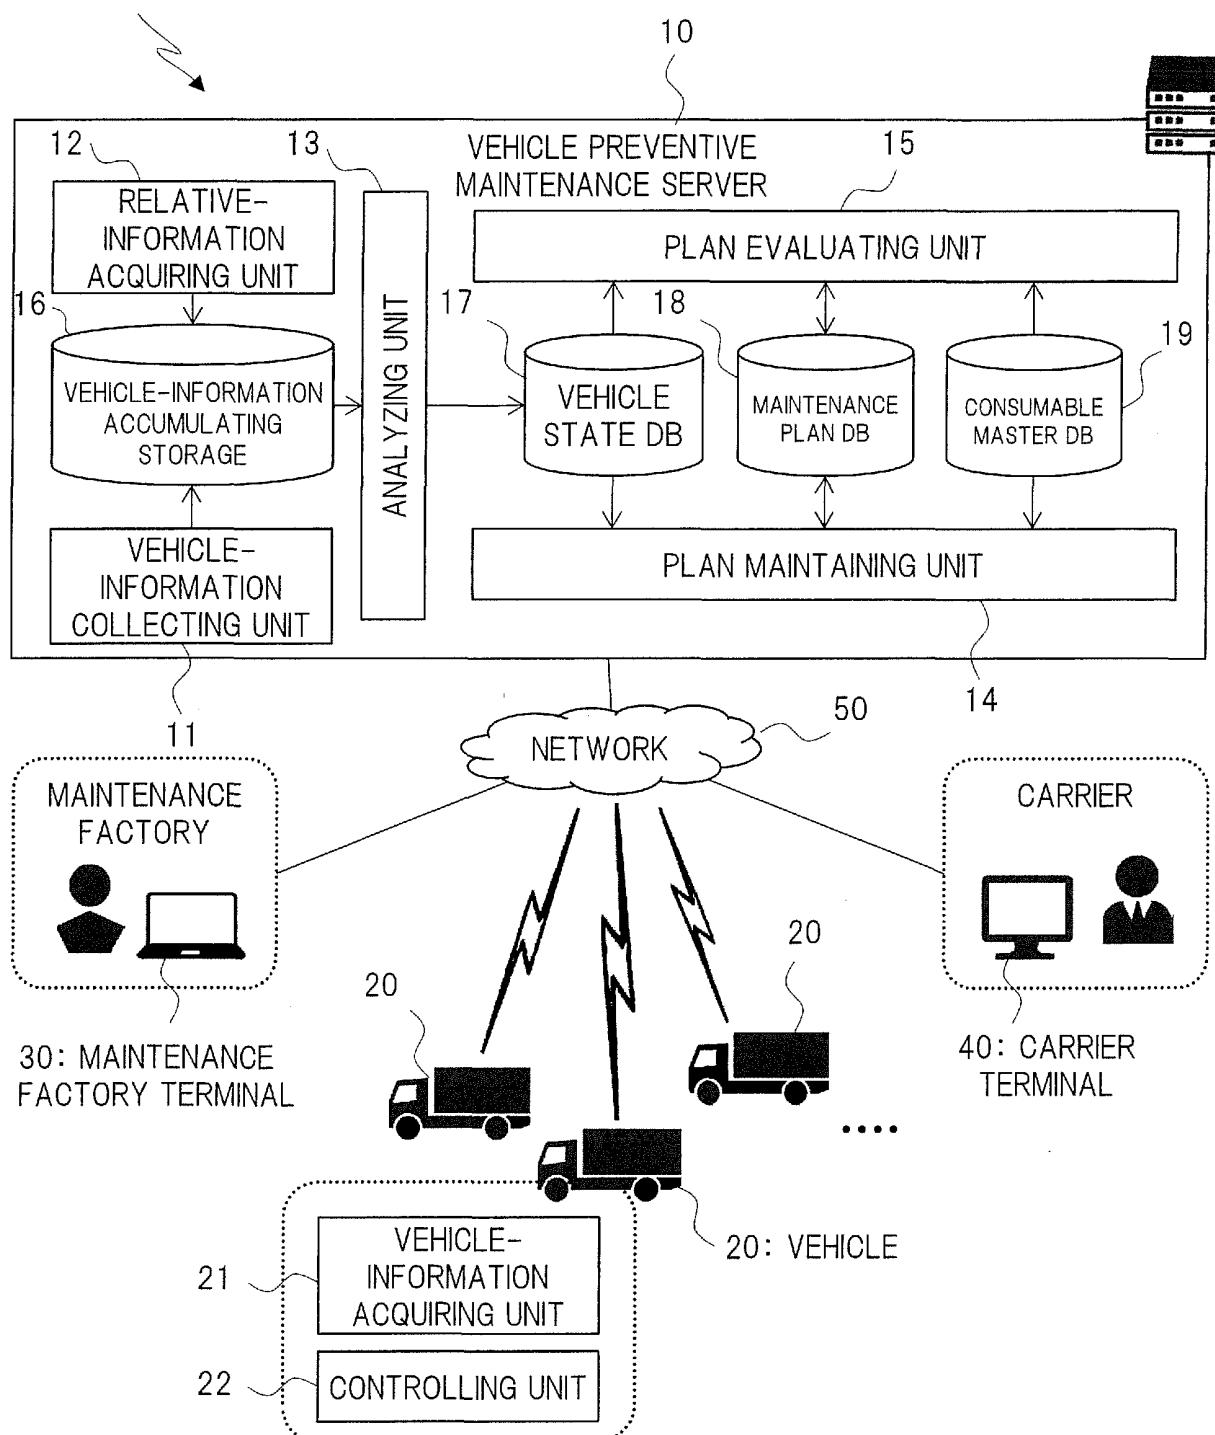 10
12
13
VEHICLE PREVENTIVE
MAINTENANCE SERVER
15
RELATIVE-
INFORMATION
ACQUIRING UNIT
PLAN EVALUATING UNIT
16
17
18
19
VEHICLE-INFORMATION
ACCUMULATING
STORAGE
ANALYZING UNIT
VEHICLE
STATE DB
MAINTENANCE
PLAN DB
CONSUMABLE
MASTER DB
VEHICLE-
INFORMATION
COLLECTING UNIT
PLAN MAINTAINING UNIT
11
14
50
NETWORK
MAINTENANCE
FACTORY
CARRIER
20
20
30: MAINTENANCE
FACTORY TERMINAL
40: CARRIER
TERMINAL
••••
20: VEHICLE
21
VEHICLE-
INFORMATION
ACQUIRING UNIT
22
CONTROLLING UNIT